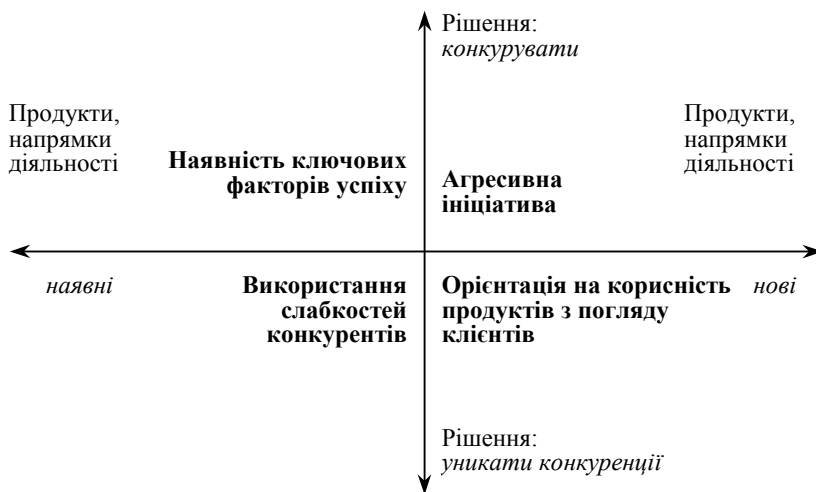 Рішення:
конкурувати
Продукти,
напрямки
діяльності
Наявність ключових
факторів успіху
Агресивна
ініціатива
Продукти,
напрямки
діяльності
наявні
Використання
слабкостей
конкурентів
Орієнтація на корисність
продуктів з погляду
клієнтів
нові
Рішення:
уникати конкуренції